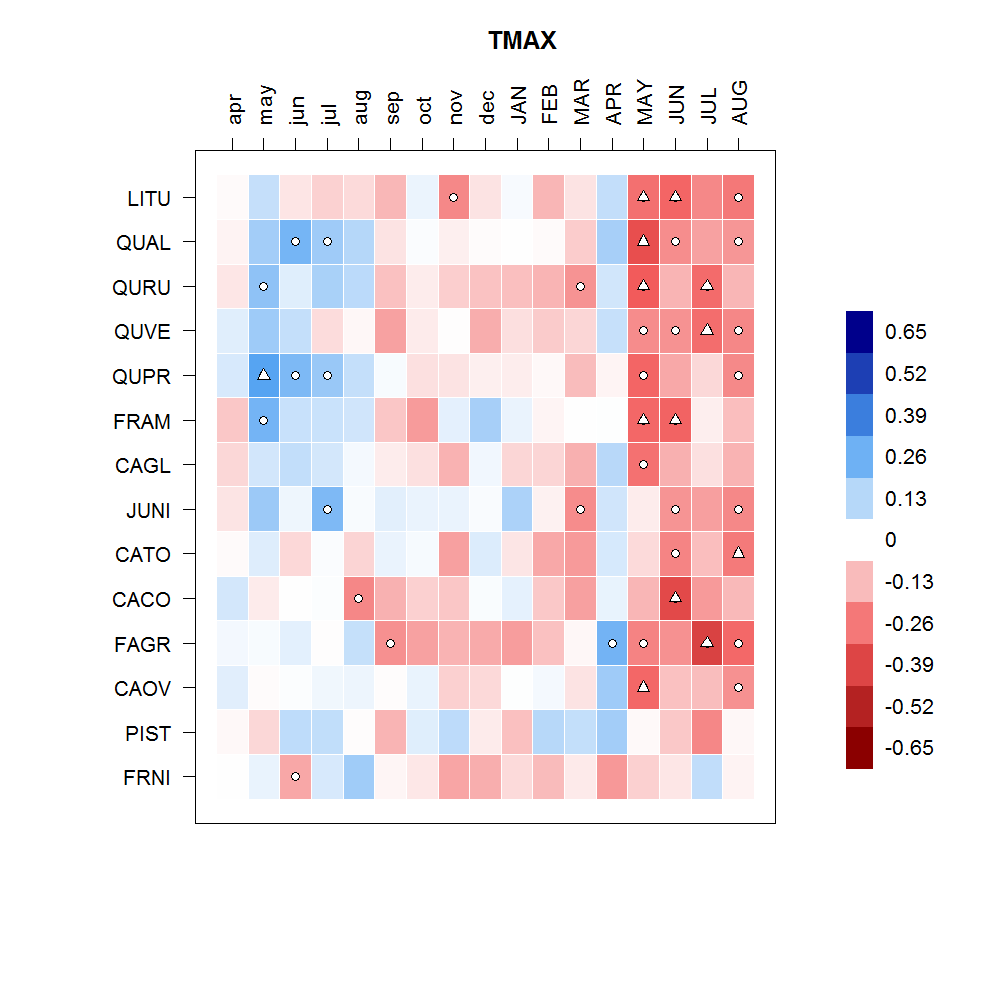 TMAX
apr may jun jul aug sep oct nov dec JAN FEB MAR APR MAY JUN JUL AUG
LITU
QUAL
QURU
QUVE
QUPR
FRAM
CAGL
JUNI
CATO
CACO
FAGR
CAOV
PIST
FRNI
0.65
0.52
0.39
0.26
0.13
0
-0.13
-0.26
-0.39
-0.52
-0.65